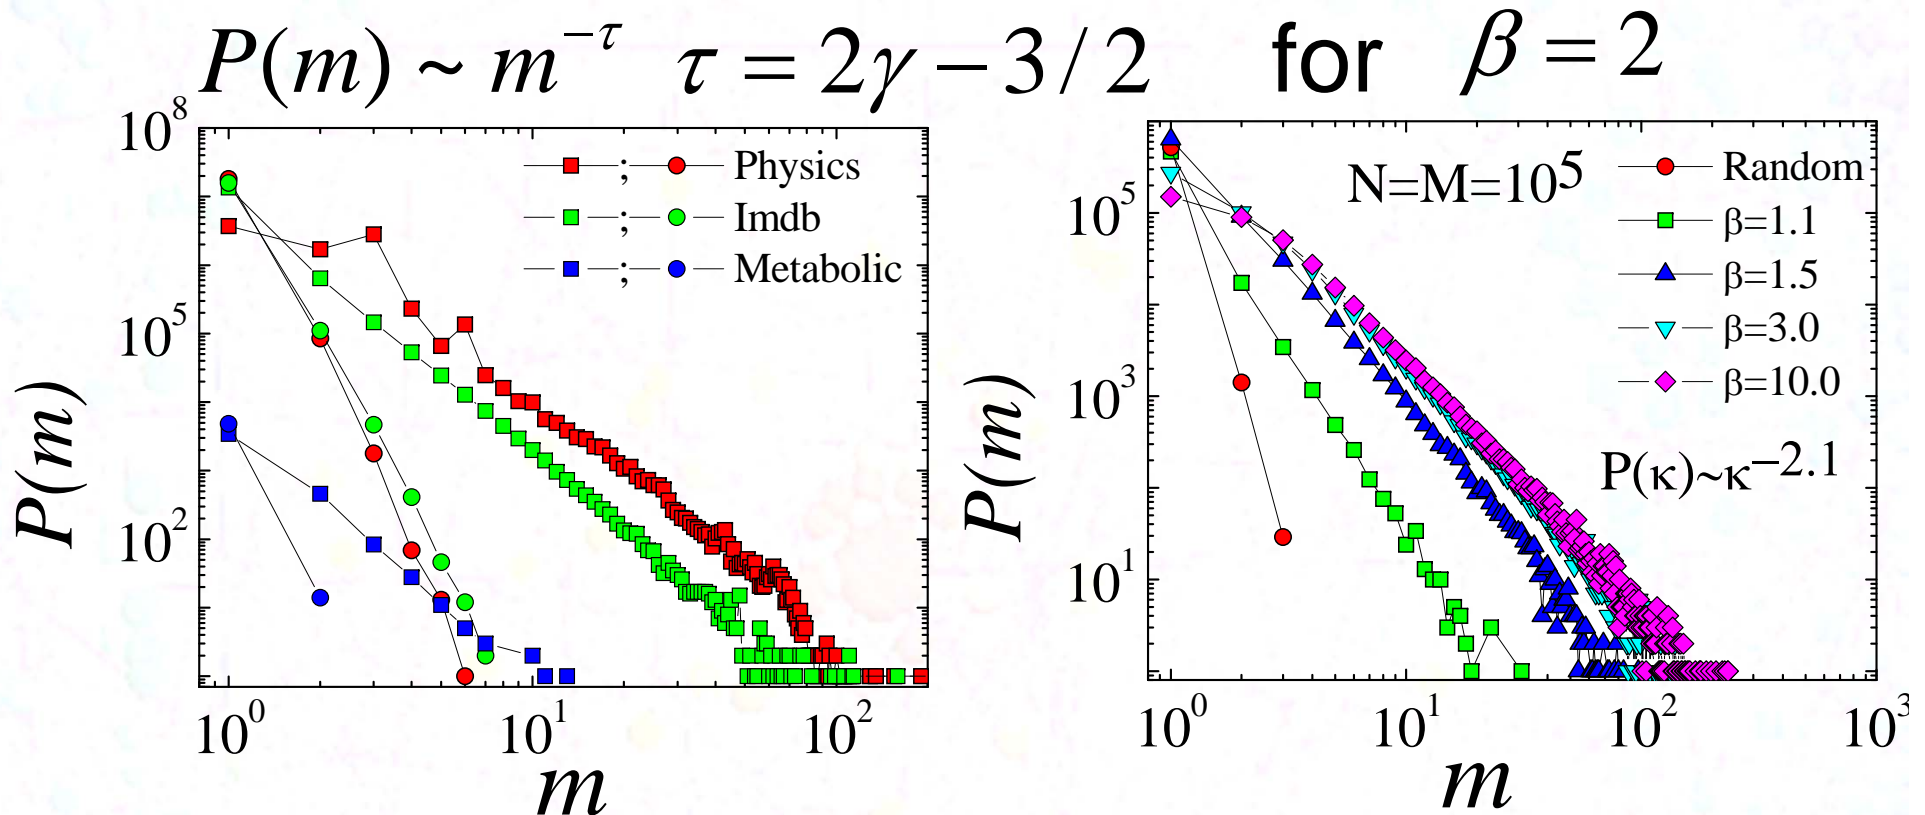 P(m) ~ m^{-τ} τ = 2γ − 3/2 for β = 2
10^8
10^5
10^2
P(m)
10^0 10^1 10^2
m
Physics
Imdb
Metabolic
10^5
10^3
10^1
P(m)
10^0 10^1 10^2 10^3
m
N=M=10^5
Random
β=1.1
β=1.5
β=3.0
β=10.0
P(κ)~κ^{−2.1}